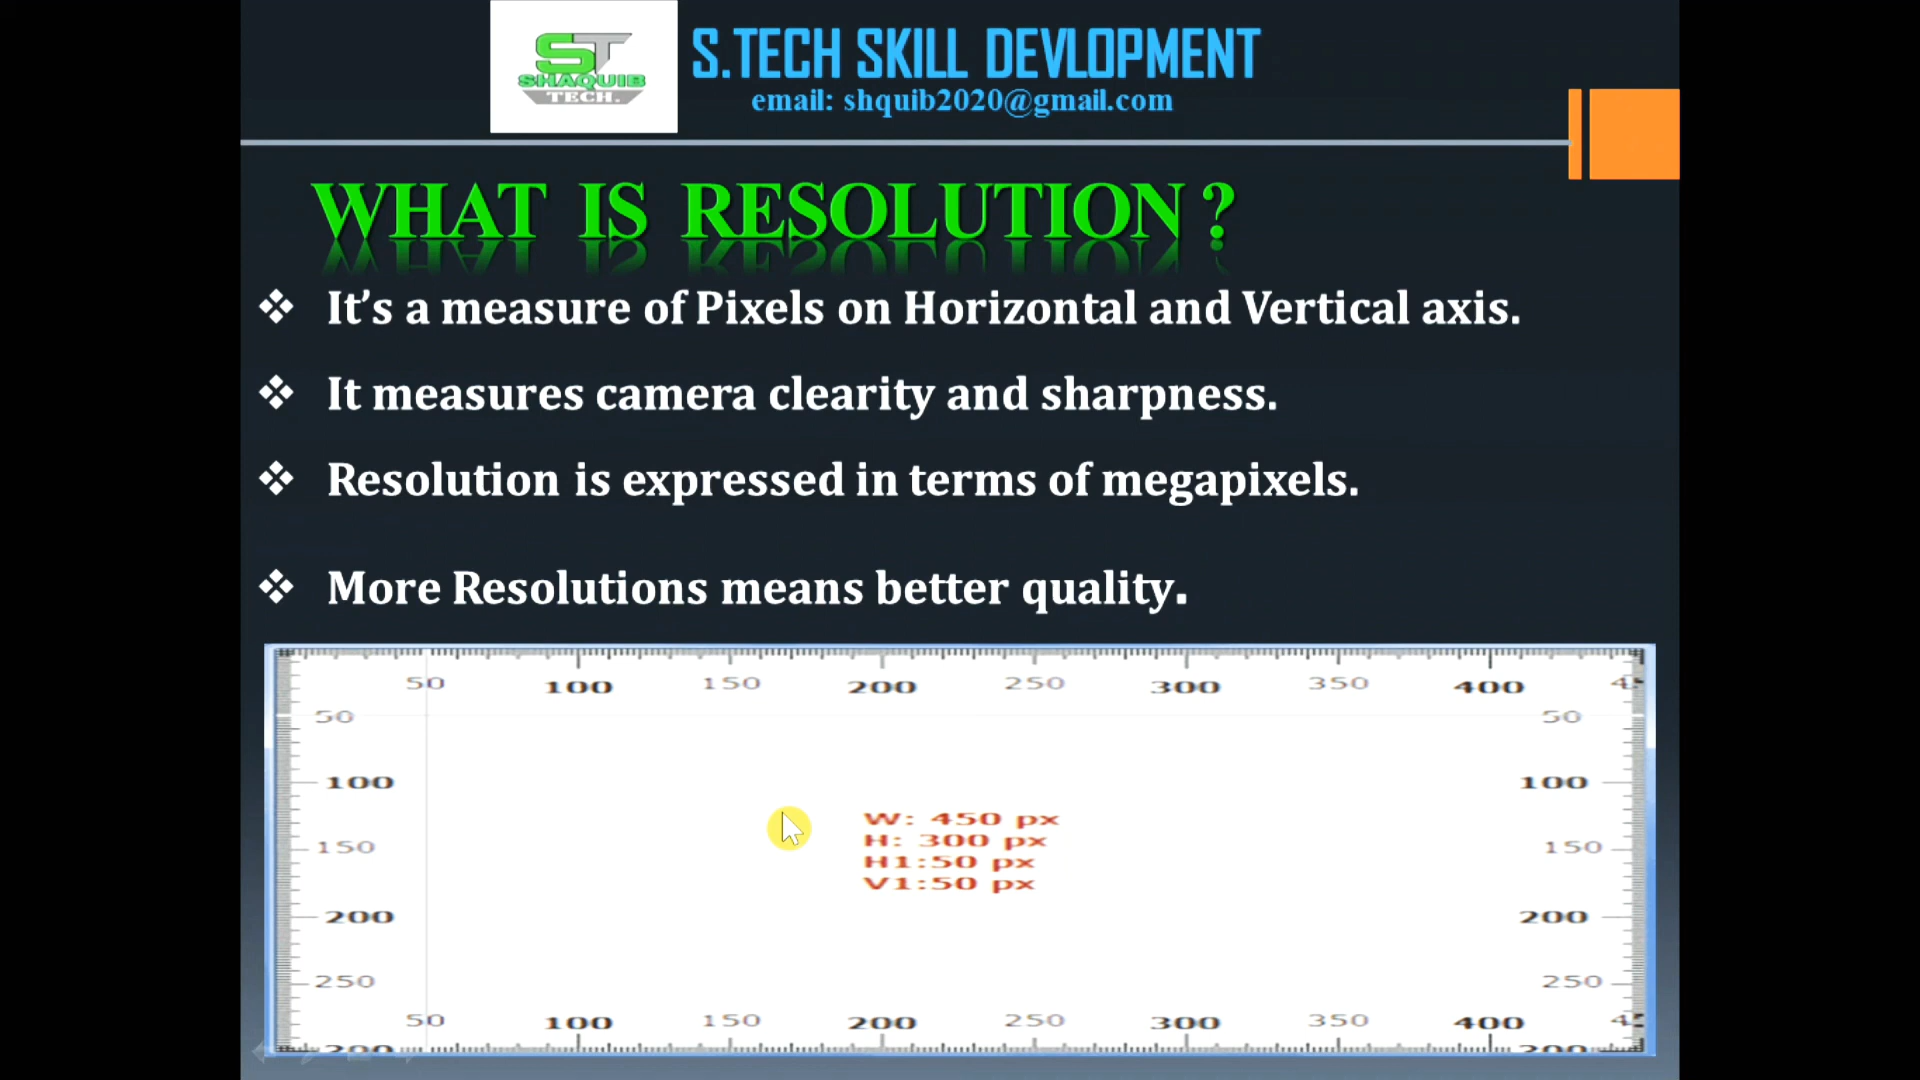 ST
SHAQUIB
TECH.
S.TECH SKILL DEVLOPMENT
email: shquib2020@gmail.com
WHAT IS RESOLUTION ?
❖ It’s a measure of Pixels on Horizontal and Vertical axis.
❖ It measures camera clearity and sharpness.
❖ Resolution is expressed in terms of megapixels.
❖ More Resolutions means better quality.
50 100 150 200 250 300 350 400
50 50
100 100
W: 450 px
H: 300 px
150 150
H1:50 px
V1:50 px
200 200
250 250
50 100 150 200 250 300 350 400